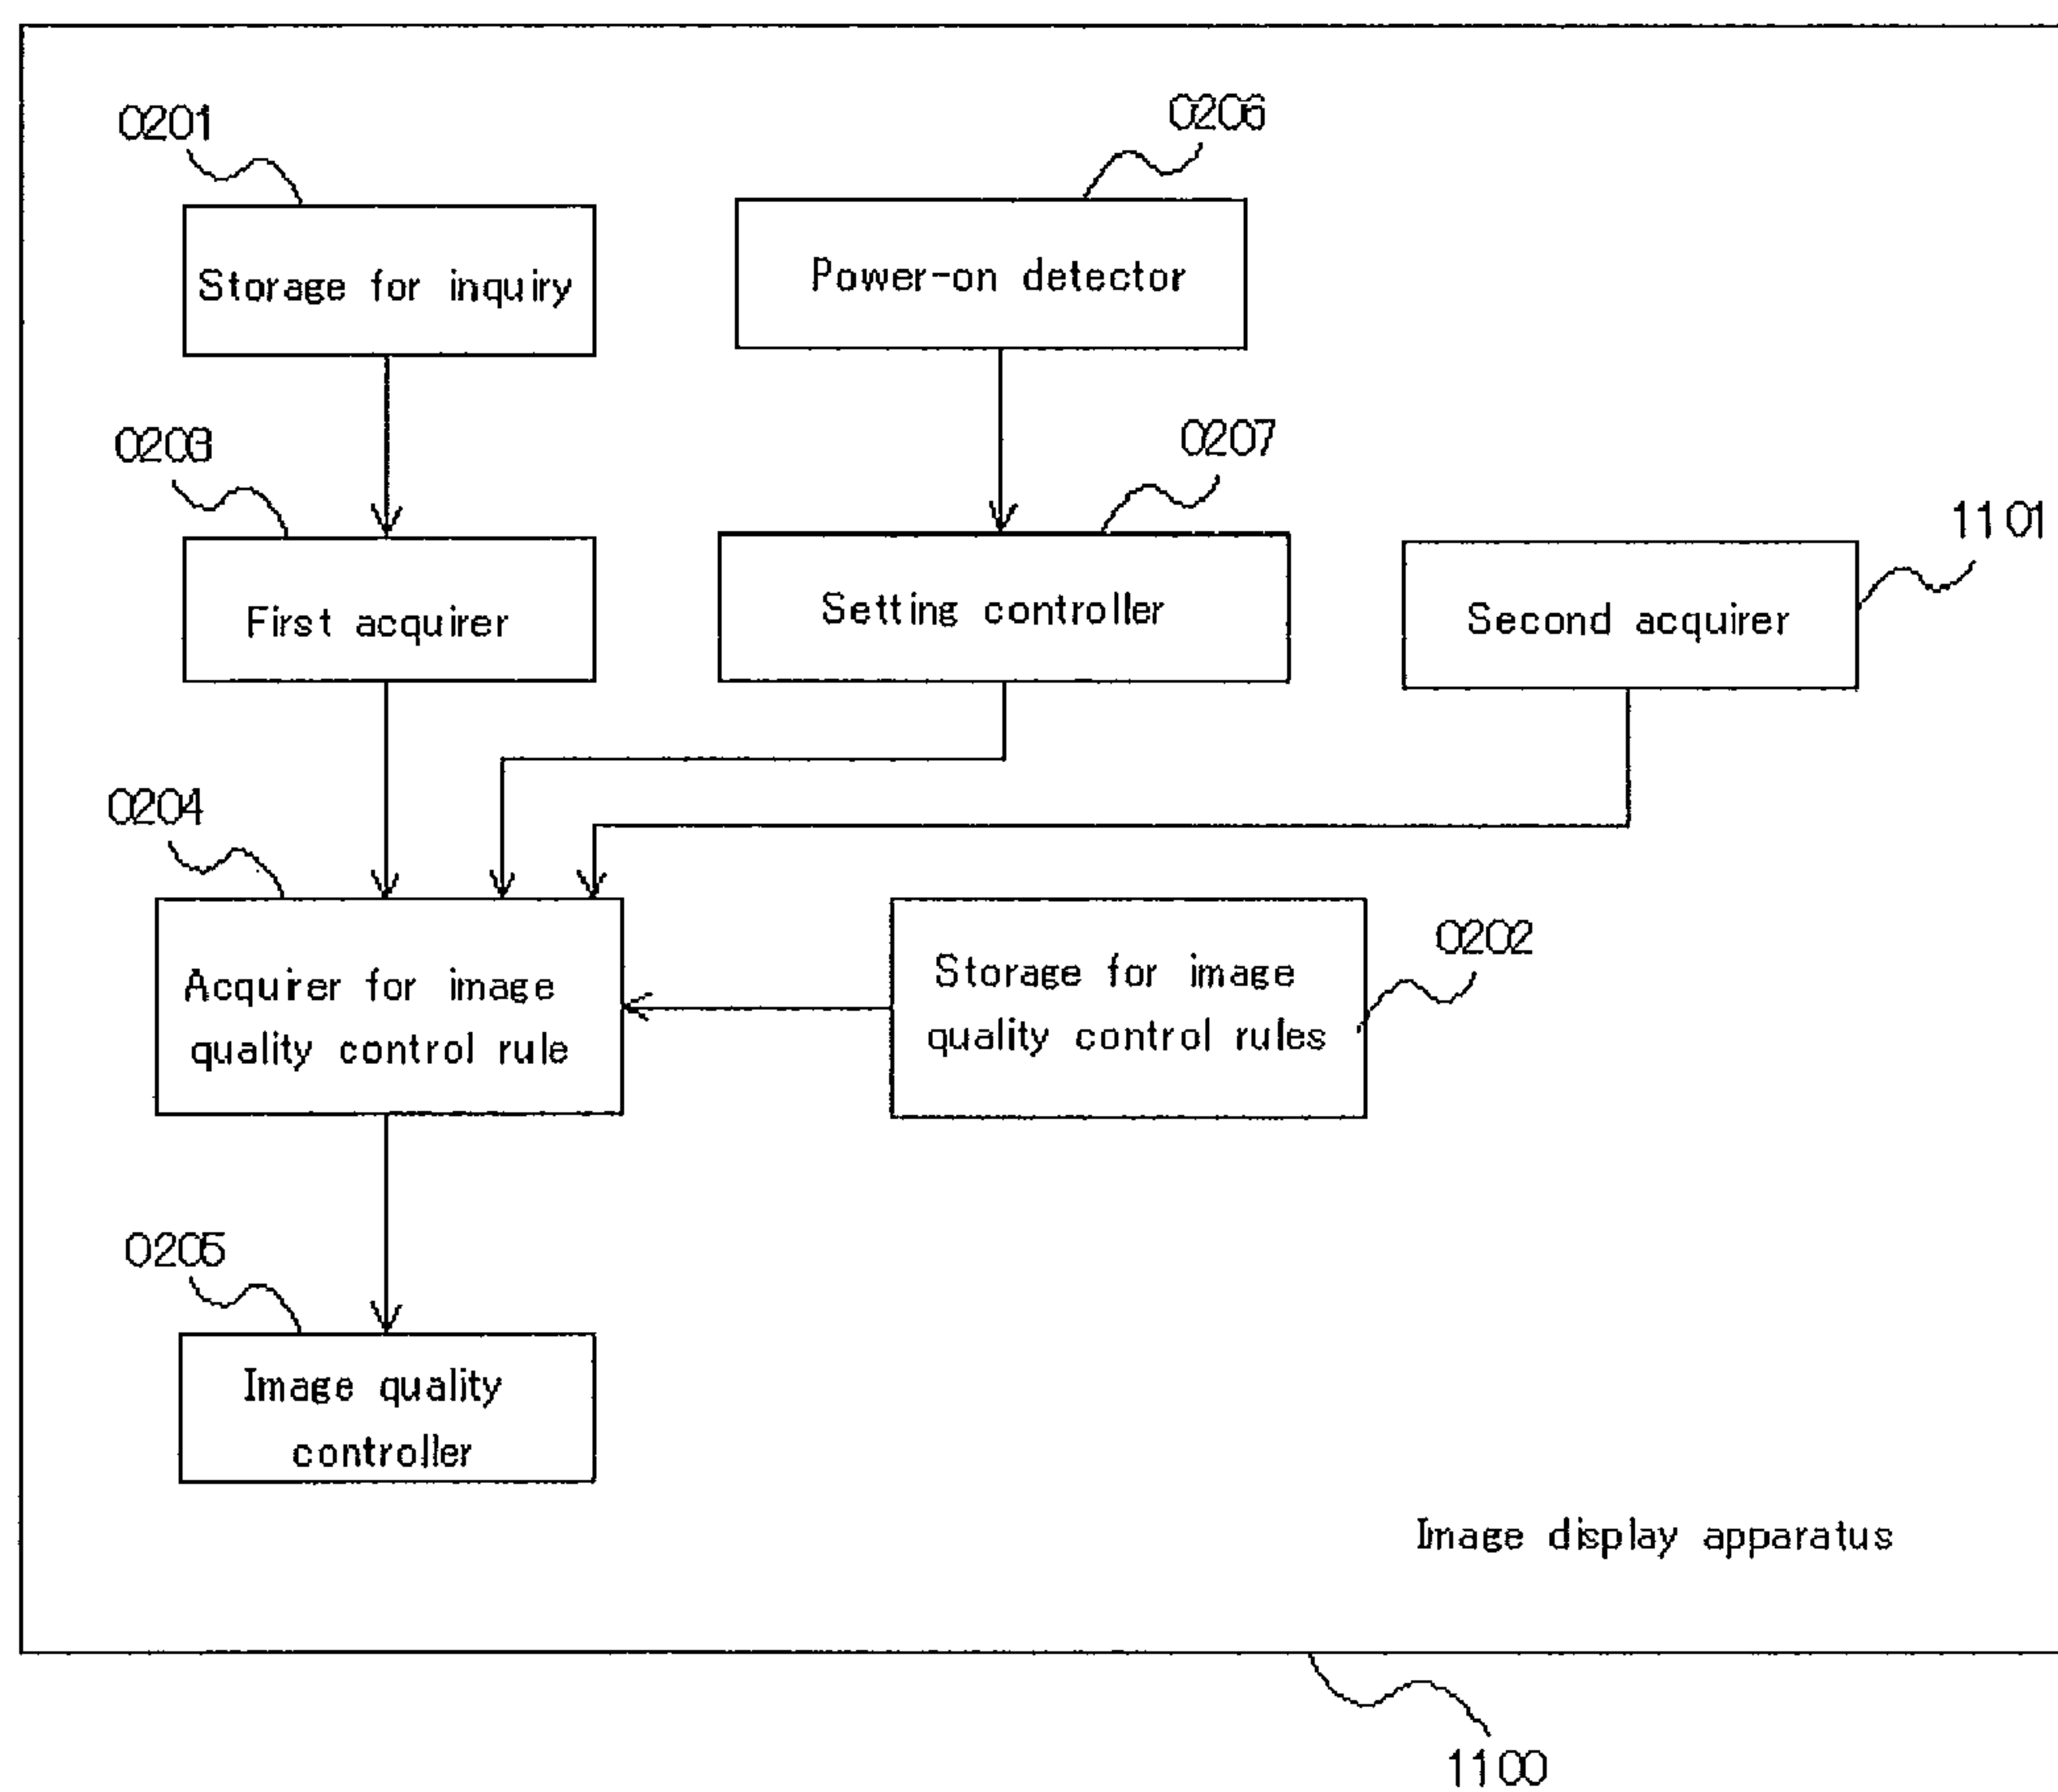 0201
0206
Storage for inquiry
Power-on detector
0203
0207
1101
First acquirer
Setting controller
Second acquirer
0204
0202
Acquirer for image
quality control rule
Storage for image
quality control rules
0205
Image quality
controller
Image display apparatus
1100